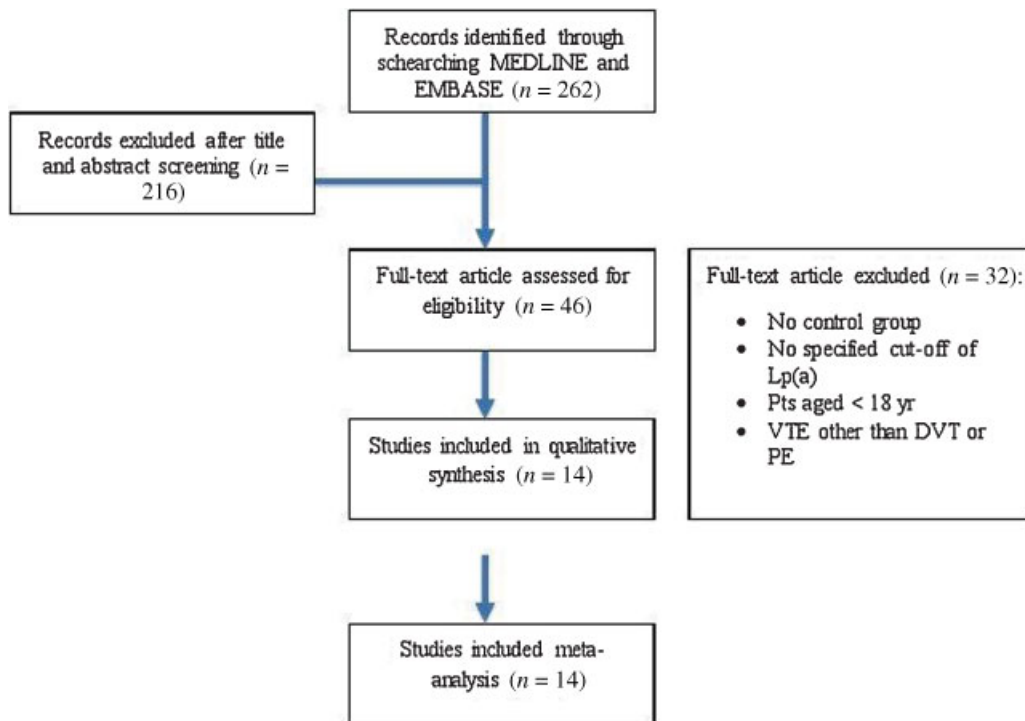 Records identified through
schearching MEDLINE and
EMBASE (n = 262)
Records excluded after title
and abstract screening (n =
216)
Full-text article assessed for
eligibility (n = 46)
Full-text article excluded (n = 32):
• No control group
• No specified cut-off of
Lp(a)
• Pts aged < 18 yr
• VTE other than DVT or
PE
Studies included in qualitative
synthesis (n = 14)
Studies included meta-
analysis (n = 14)